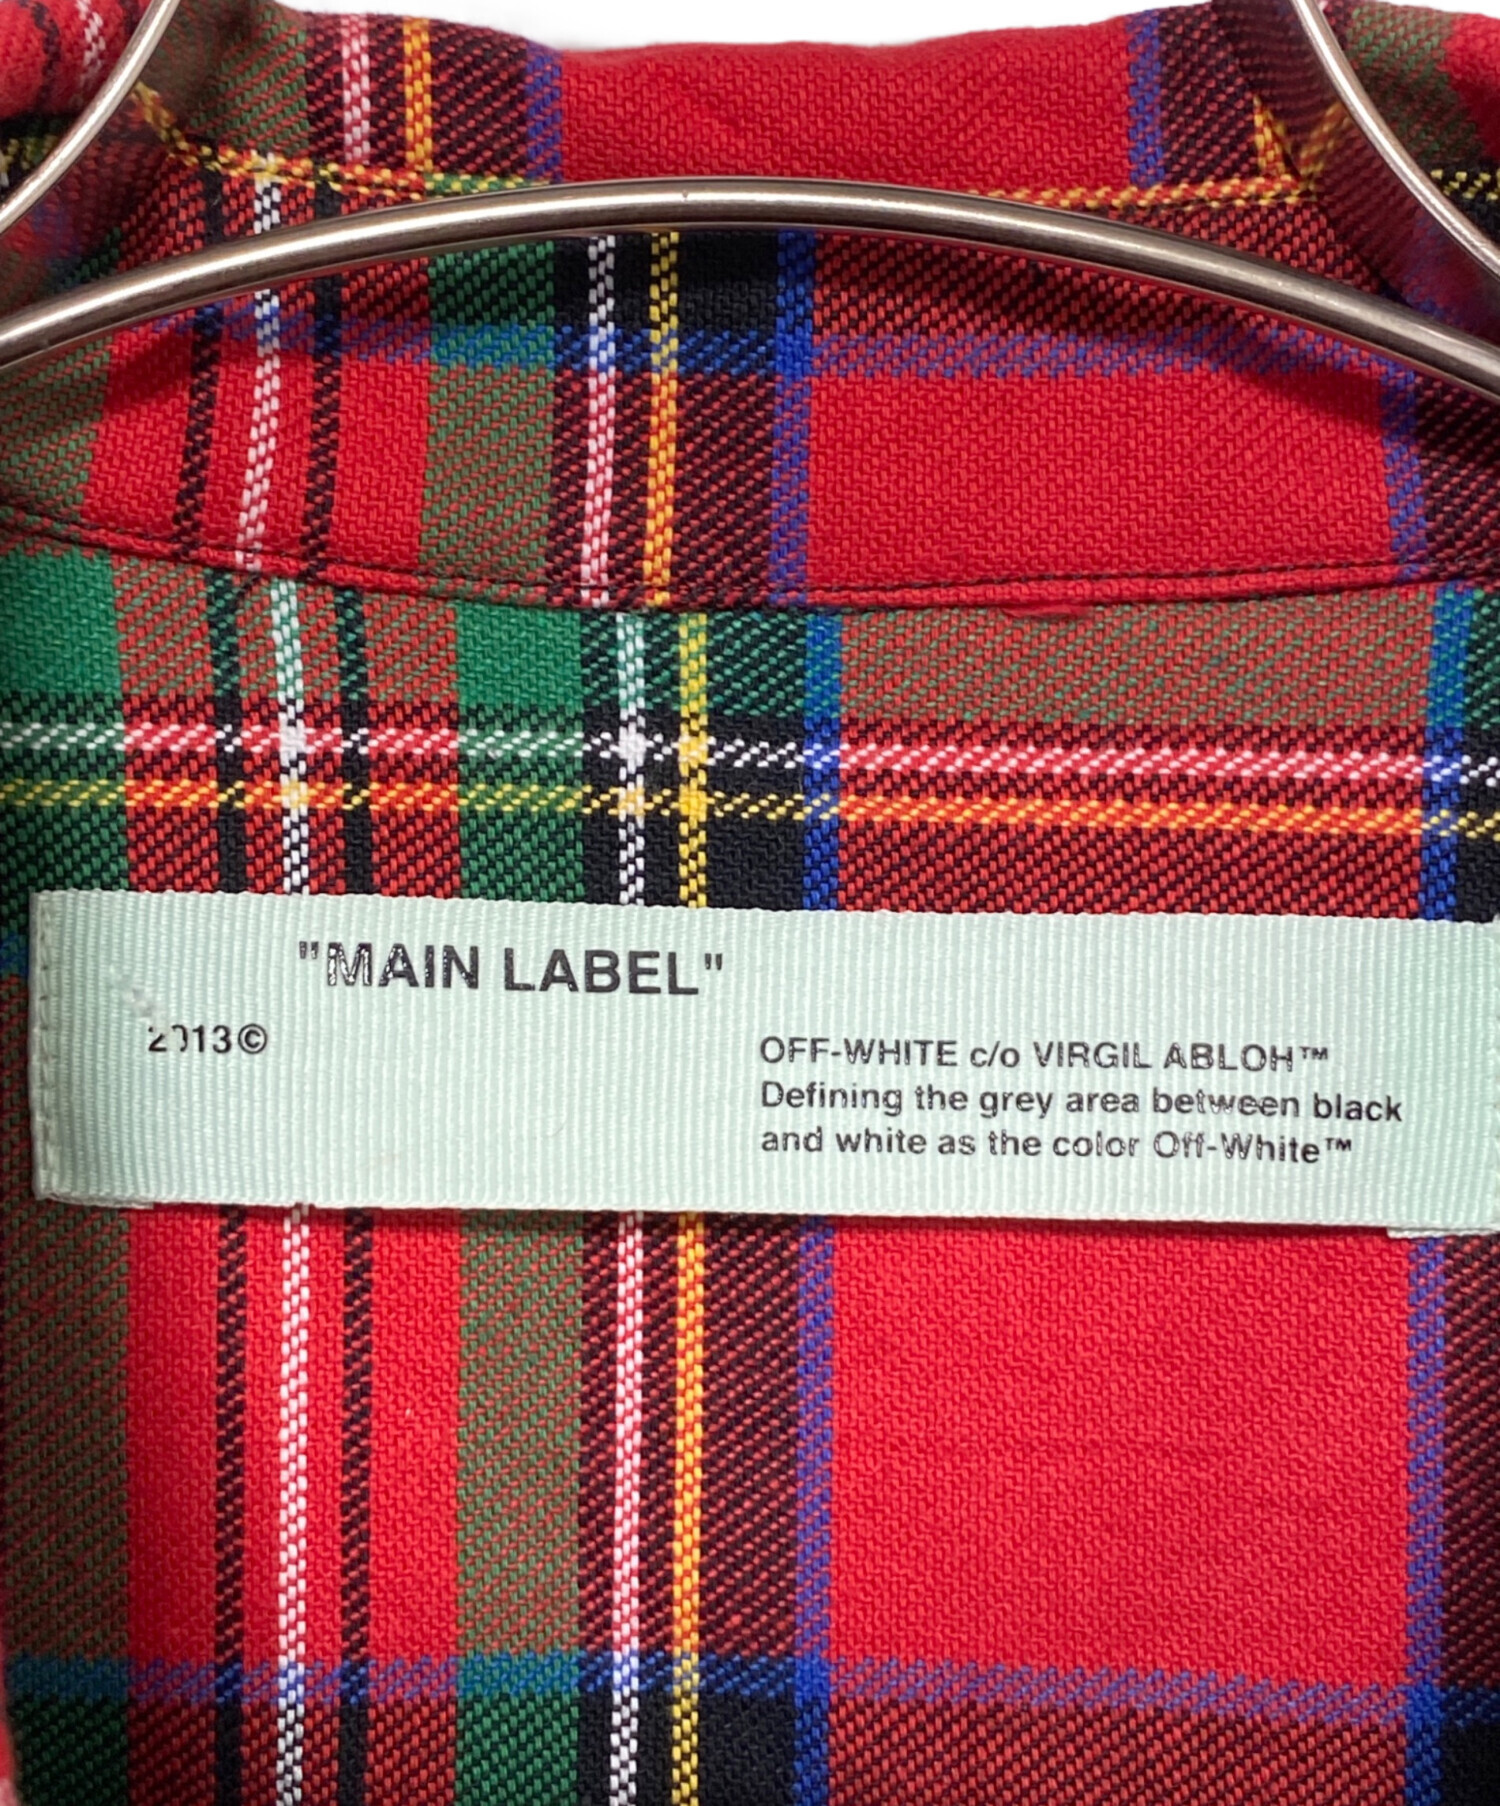 "MAIN LABEL"
2013©
OFF-WHITE c/o VIRGIL ABLOH™
Defining the grey area between black
and white as the color Off-White™